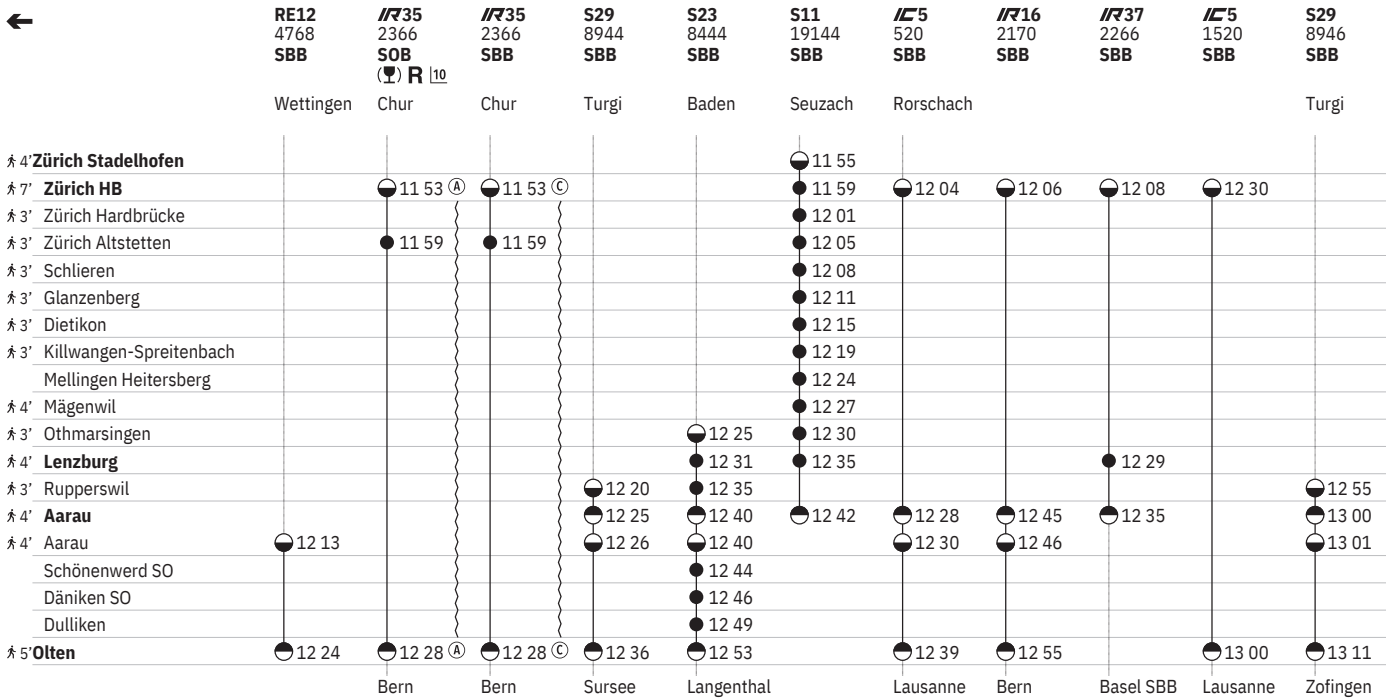 RE12 IR35 IR35 S29 S23 S11 IC5 IR16 IR37 IC5 S29
4768 2366 2366 8944 8444 19144 520 2170 2266 1520 8946
SBB SOB SBB SBB SBB SBB SBB SBB SBB SBB SBB
R 10
Wettingen Chur Chur Turgi Baden Seuzach Rorschach Turgi
4’ Zürich Stadelhofen 11 55
7’ Zürich HB 11 53 A 11 53 C 11 59 12 04 12 06 12 08 12 30
3’ Zürich Hardbrücke 12 01
3’ Zürich Altstetten 11 59 11 59 12 05
3’ Schlieren 12 08
3’ Glanzenberg 12 11
3’ Dietikon 12 15
3’ Killwangen-Spreitenbach 12 19
Mellingen Heitersberg 12 24
4’ Mägenwil 12 27
3’ Othmarsingen 12 25 12 30
4’ Lenzburg 12 31 12 35 12 29
3’ Rupperswil 12 20 12 35 12 55
4’ Aarau 12 25 12 40 12 42 12 28 12 45 12 35 13 00
4’ Aarau 12 13 12 26 12 40 12 30 12 46 13 01
Schönenwerd SO 12 44
Däniken SO 12 46
Dulliken 12 49
5’ Olten 12 24 12 28 A 12 28 C 12 36 12 53 12 39 12 55 13 00 13 11
Bern Bern Sursee Langenthal Lausanne Bern Basel SBB Lausanne Zofingen